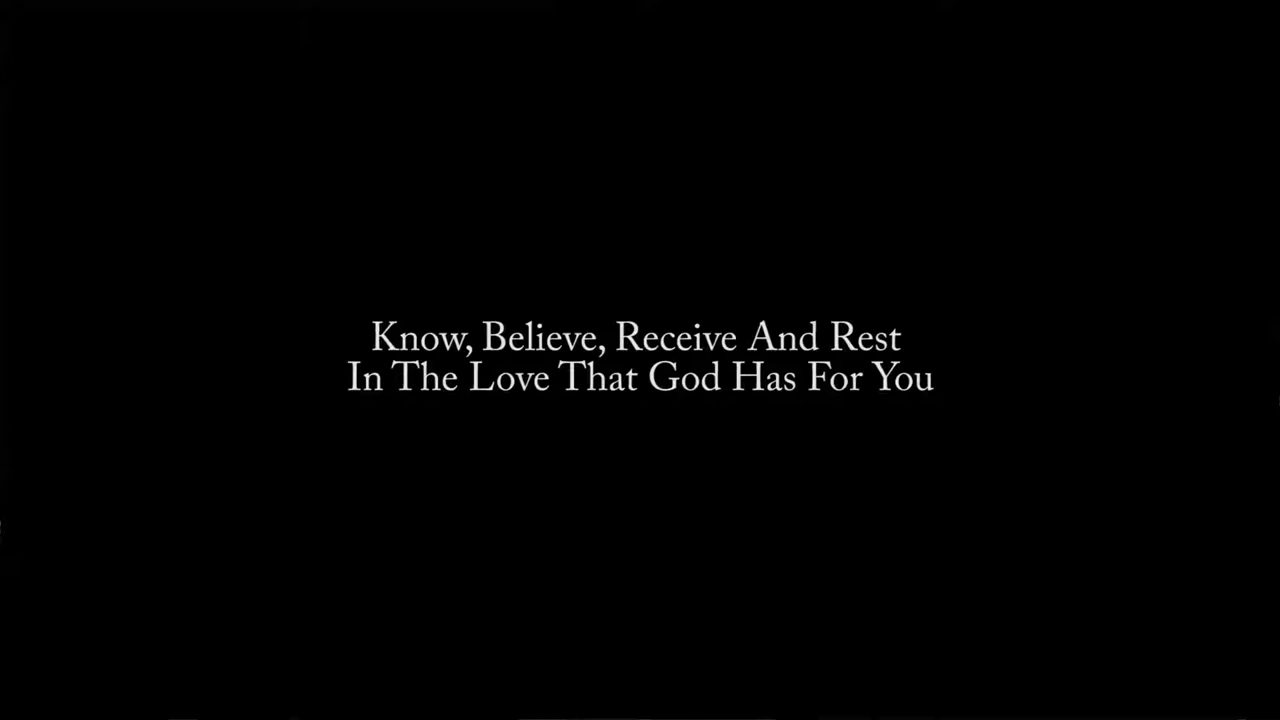 Know, Believe, Receive And Rest
In The Love That God Has For You